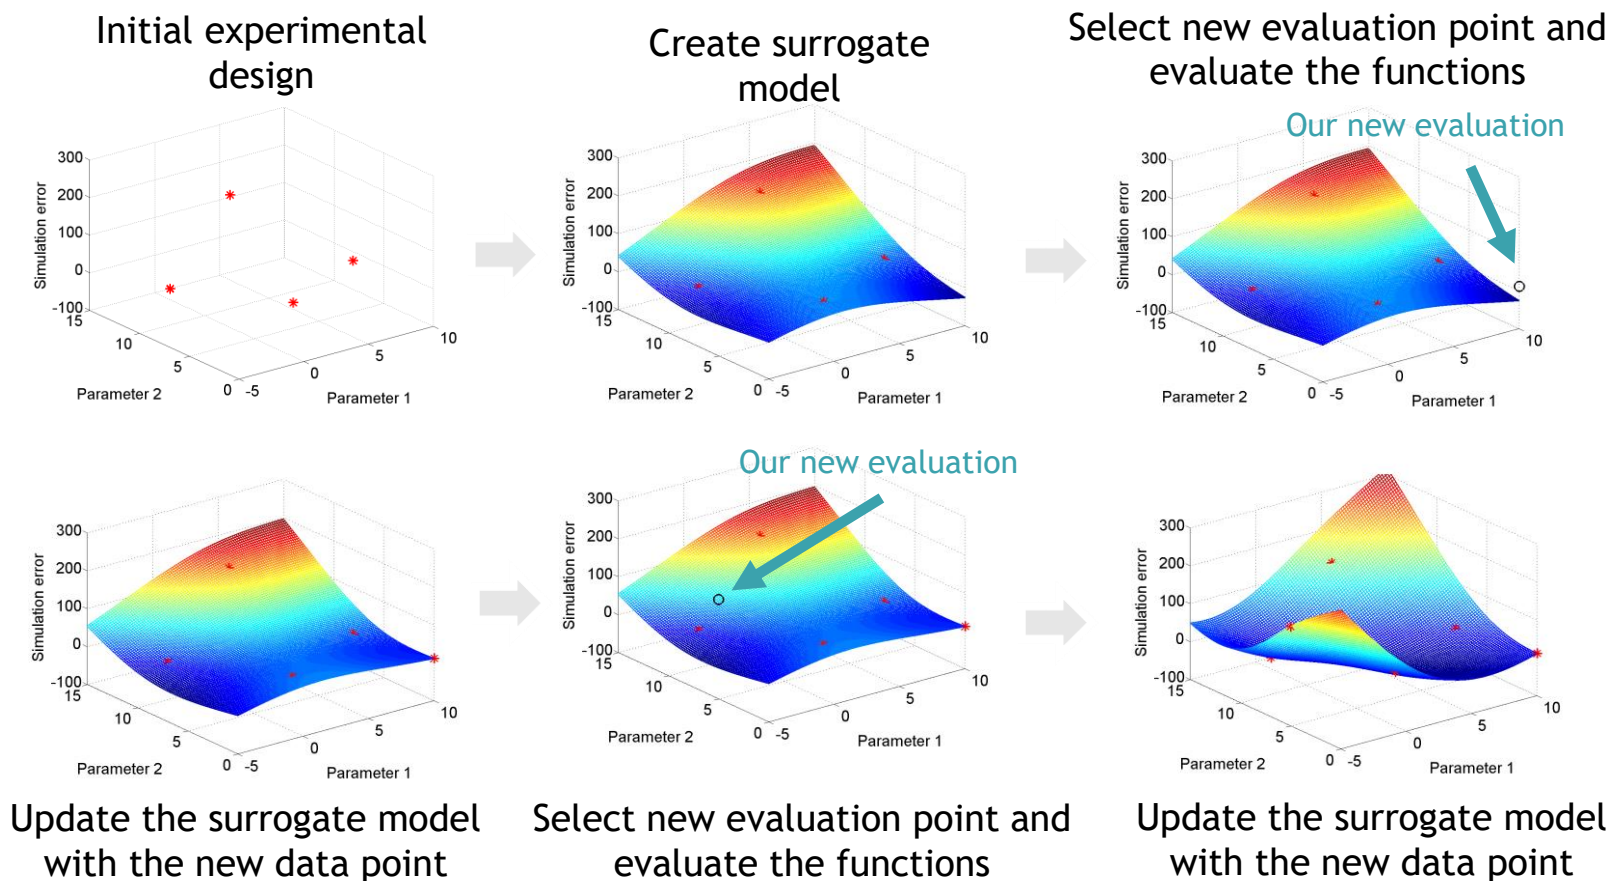 Initial experimental
design
Create surrogate
model
Select new evaluation point and
evaluate the functions
Our new evaluation
300
200
100
0
-100
15
10
5
0
-5
0
5
10
Simulation error
Parameter 2
Parameter 1
300
200
100
0
-100
15
10
5
0
-5
0
5
10
Simulation error
Parameter 2
Parameter 1
300
200
100
0
-100
15
10
5
0
-5
0
5
10
Simulation error
Parameter 2
Parameter 1
300
200
100
0
-100
15
10
5
0
-5
0
5
10
Simulation error
Parameter 2
Parameter 1
Our new evaluation
300
200
100
0
-100
15
10
5
0
-5
0
5
10
Simulation error
Parameter 2
Parameter 1
300
200
100
0
-100
15
10
5
0
-5
0
5
10
Simulation error
Parameter 2
Parameter 1
Update the surrogate model
with the new data point
Select new evaluation point and
evaluate the functions
Update the surrogate model
with the new data point